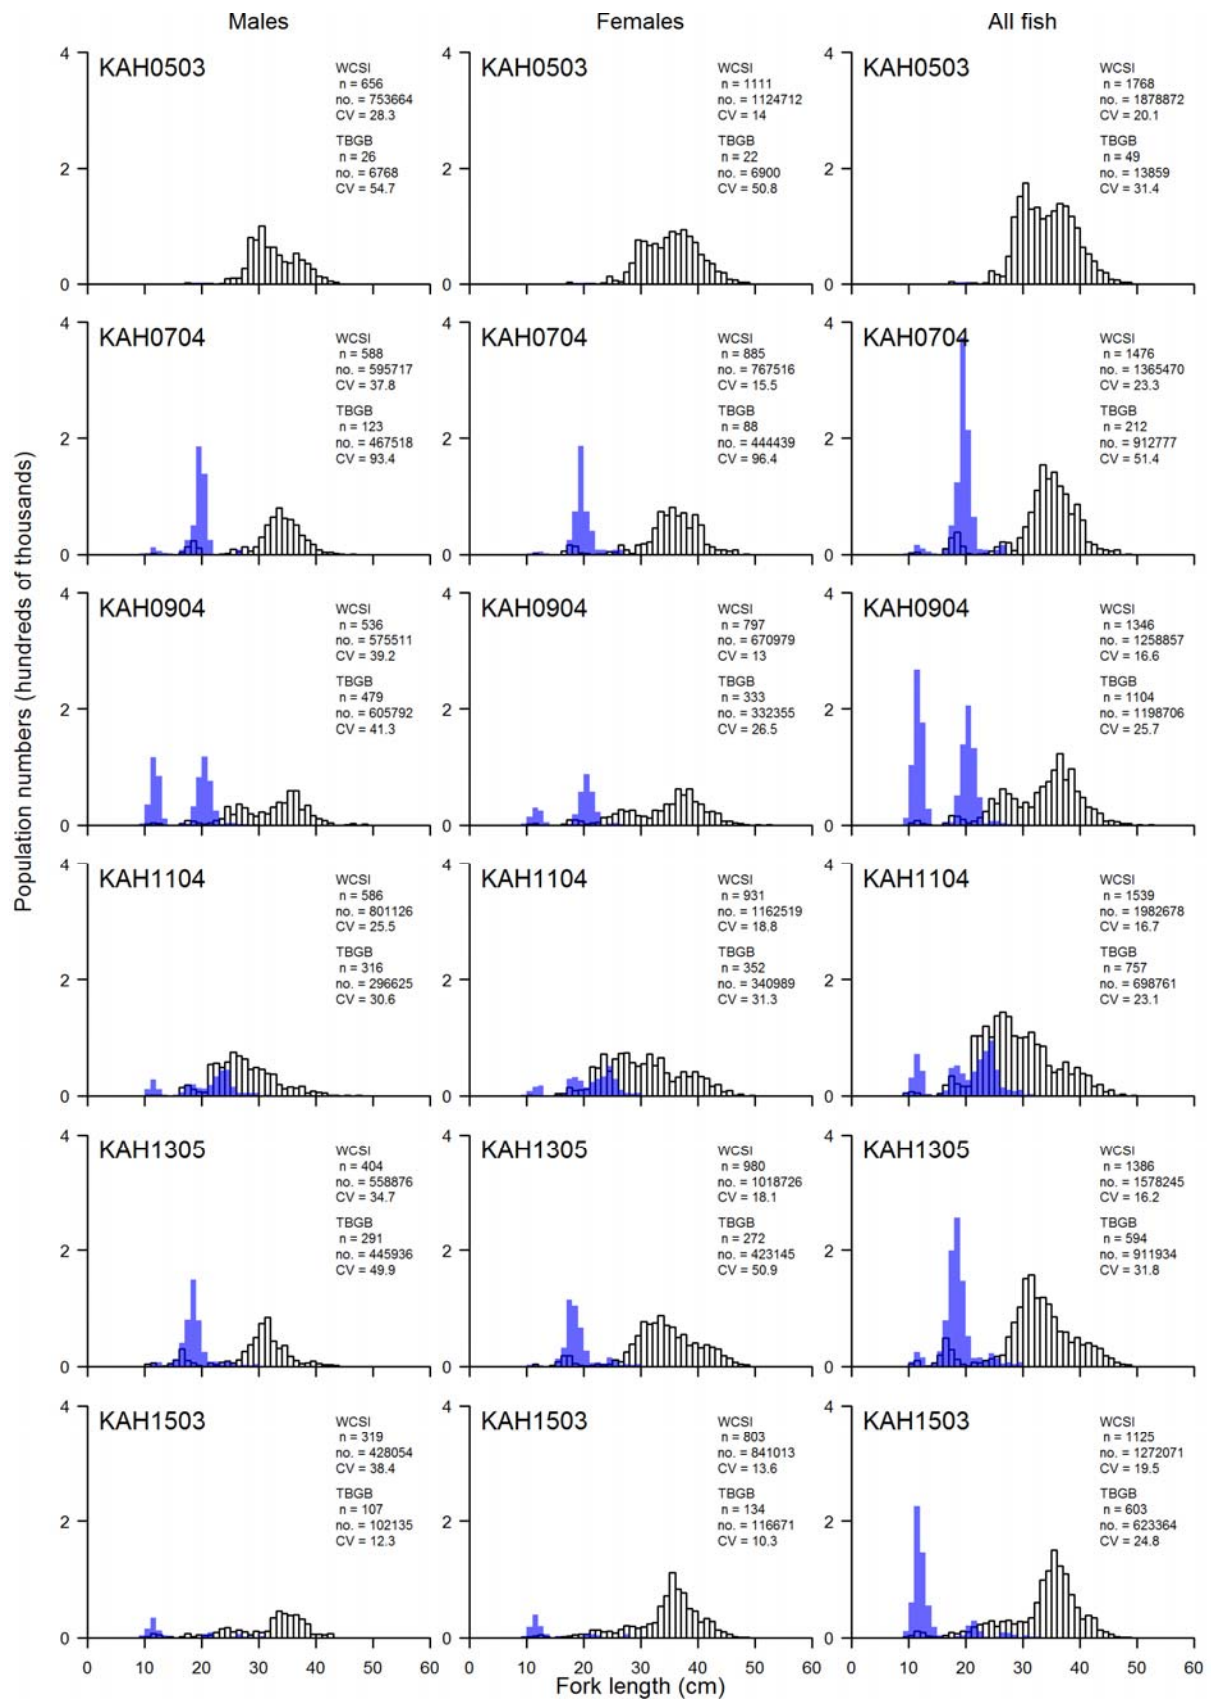 Males Females All fish
Population numbers (hundreds of thousands)
4 KAH0503 WCSI 4 KAH0503 WCSI 4 KAH0503 WCSI
n = 656 n = 1111 n = 1768
no. = 753664 no. = 1124712 no. = 1878872
CV = 28.3 CV = 14 CV = 20.1
TBGB TBGB TBGB
n = 26 n = 22 n = 49
2 no. = 6768 2 no. = 6900 2 no. = 13859
CV = 54.7 CV = 50.8 CV = 31.4
0 0 0
4 KAH0704 WCSI 4 KAH0704 WCSI 4 KAH0704 WCSI
n = 588 n = 885 n = 1476
no. = 595717 no. = 767516 no. = 1365470
CV = 37.8 CV = 15.5 CV = 23.3
TBGB TBGB TBGB
n = 123 n = 88 n = 212
2 no. = 467518 2 no. = 444439 2 no. = 912777
CV = 93.4 CV = 96.4 CV = 51.4
0 0 0
4 KAH0904 WCSI 4 KAH0904 WCSI 4 KAH0904 WCSI
n = 536 n = 797 n = 1346
no. = 575511 no. = 670979 no. = 1258857
CV = 39.2 CV = 13 CV = 16.6
TBGB TBGB TBGB
n = 479 n = 333 n = 1104
2 no. = 605792 2 no. = 332355 2 no. = 1198706
CV = 41.3 CV = 26.5 CV = 25.7
0 0 0
4 KAH1104 WCSI 4 KAH1104 WCSI 4 KAH1104 WCSI
n = 586 n = 931 n = 1539
no. = 801126 no. = 1162519 no. = 1982678
CV = 25.5 CV = 18.8 CV = 16.7
TBGB TBGB TBGB
n = 316 n = 352 n = 757
2 no. = 296625 2 no. = 340989 2 no. = 698761
CV = 30.6 CV = 31.3 CV = 23.1
0 0 0
4 KAH1305 WCSI 4 KAH1305 WCSI 4 KAH1305 WCSI
n = 404 n = 980 n = 1386
no. = 558876 no. = 1018726 no. = 1578245
CV = 34.7 CV = 18.1 CV = 16.2
TBGB TBGB TBGB
n = 291 n = 272 n = 594
2 no. = 445936 2 no. = 423145 2 no. = 911934
CV = 49.9 CV = 50.9 CV = 31.8
0 0 0
4 KAH1503 WCSI 4 KAH1503 WCSI 4 KAH1503 WCSI
n = 319 n = 803 n = 1125
no. = 428054 no. = 841013 no. = 1272071
CV = 38.4 CV = 13.6 CV = 19.5
TBGB TBGB TBGB
n = 107 n = 134 n = 603
2 no. = 102135 2 no. = 116671 2 no. = 623364
CV = 12.3 CV = 10.3 CV = 24.8
0 0 0
0 10 20 30 40 50 60 0 10 20 30 40 50 60 0 10 20 30 40 50 60
Fork length (cm)